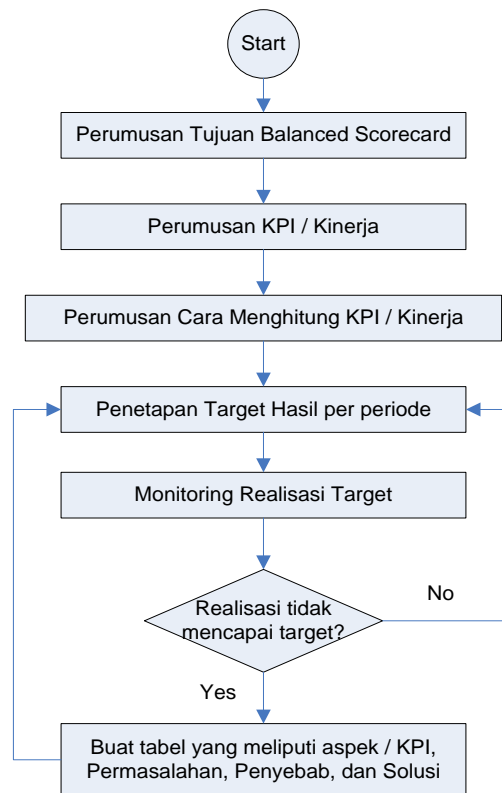 Start
Perumusan Tujuan Balanced Scorecard
Perumusan KPI / Kinerja
Perumusan Cara Menghitung KPI / Kinerja
Penetapan Target Hasil per periode
Monitoring Realisasi Target
Realisasi tidak
mencapai target?
No
Yes
Buat tabel yang meliputi aspek / KPI,
Permasalahan, Penyebab, dan Solusi